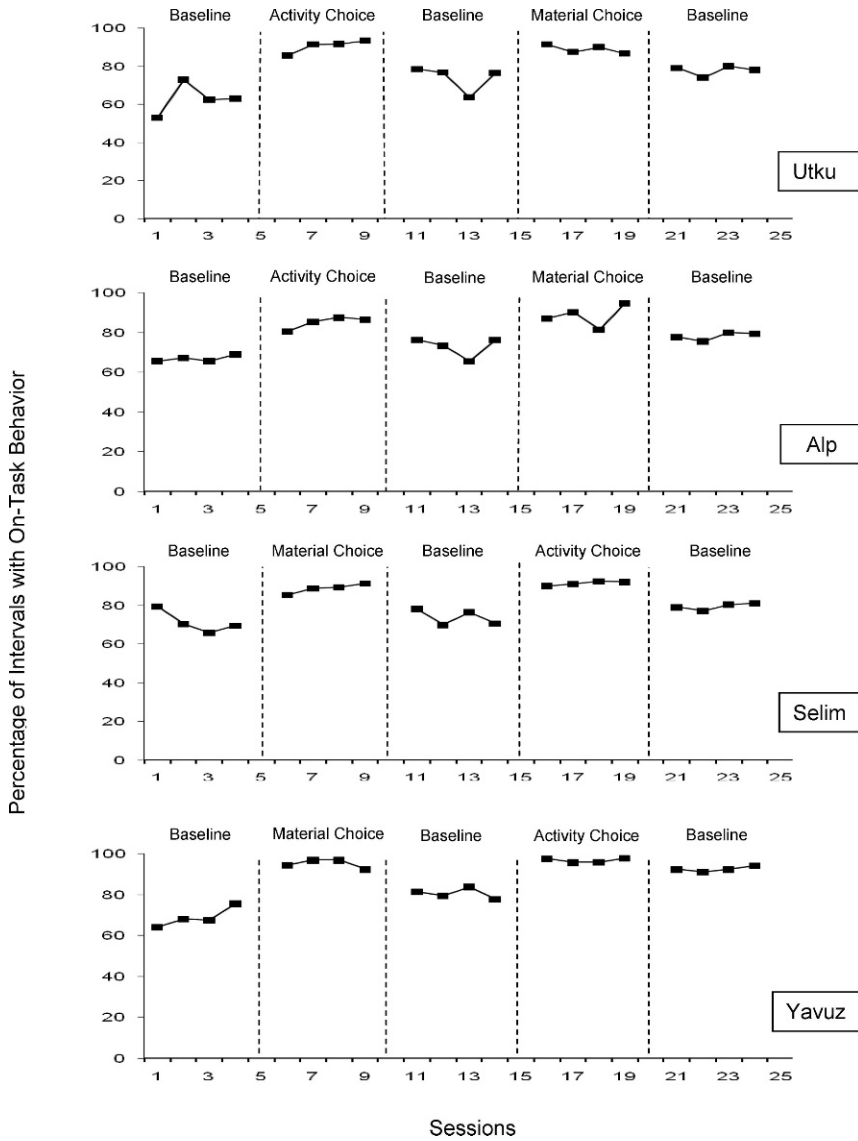 Percentage of Intervals with On-Task Behavior
Baseline Activity Choice Baseline Material Choice Baseline
100
80
60
40
20
0
1 3 5 7 9 11 13 15 17 19 21 23 25
Utku
Baseline Activity Choice Baseline Material Choice Baseline
100
80
60
40
20
0
1 3 5 7 9 11 13 15 17 19 21 23 25
Alp
Baseline Material Choice Baseline Activity Choice Baseline
100
80
60
40
20
0
1 3 5 7 9 11 13 15 17 19 21 23 25
Selim
Baseline Material Choice Baseline Activity Choice Baseline
100
80
60
40
20
0
1 3 5 7 9 11 13 15 17 19 21 23 25
Yavuz
Sessions